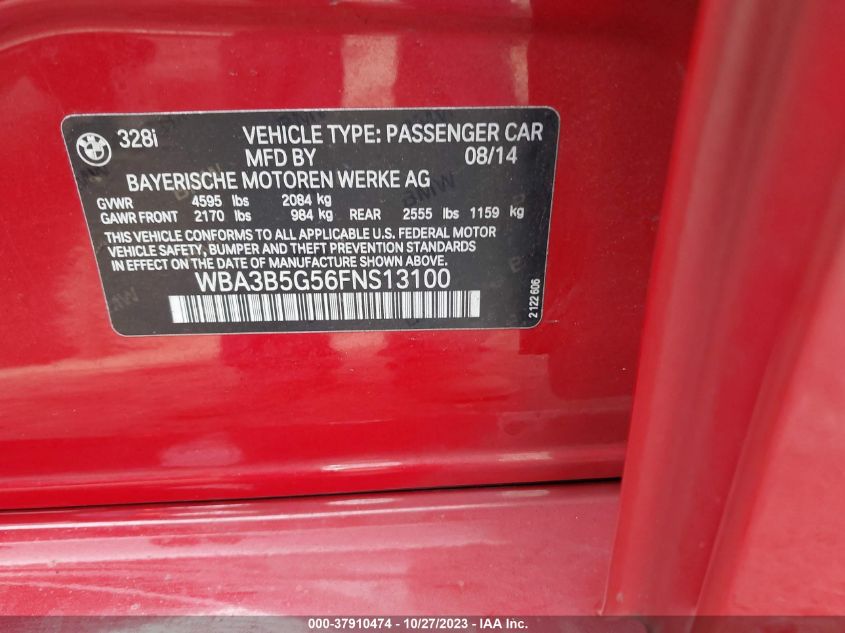 328i VEHICLE TYPE: PASSENGER CAR
MFD BY 08/14
BAYERISCHE MOTOREN WERKE AG
GVWR 4595 lbs 2084 kg
GAWR FRONT 2170 lbs 984 kg REAR 2555 lbs 1159 kg
THIS VEHICLE CONFORMS TO ALL APPLICABLE U.S. FEDERAL MOTOR
VEHICLE SAFETY, BUMPER AND THEFT PREVENTION STANDARDS
IN EFFECT ON THE DATE OF MANUFACTURE SHOWN ABOVE.
WBA3B5G56FNS13100
2 122 606
000-37910474 - 10/27/2023 - IAA Inc.